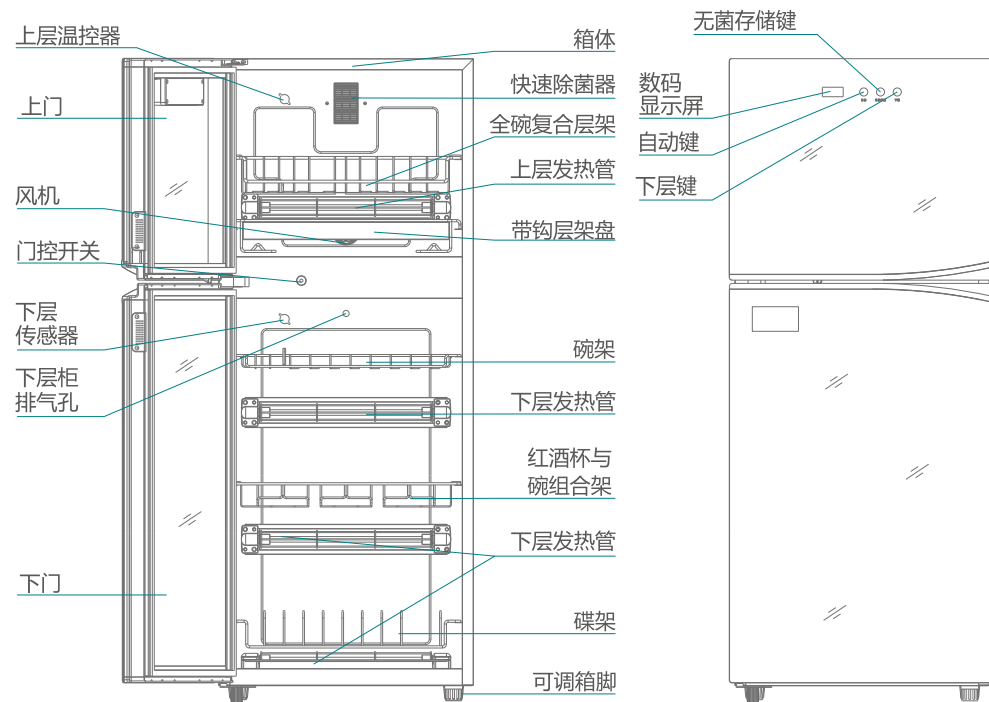 上层温控器
上门
风机
门控开关
下层
传感器
下层柜
排气孔
下门
箱体
快速除菌器
全碗复合层架
上层发热管
带钩层架盘
碗架
下层发热管
红酒杯与
碗组合架
下层发热管
碟架
可调箱脚
无菌存储键
数码
显示屏
自动键
下层键